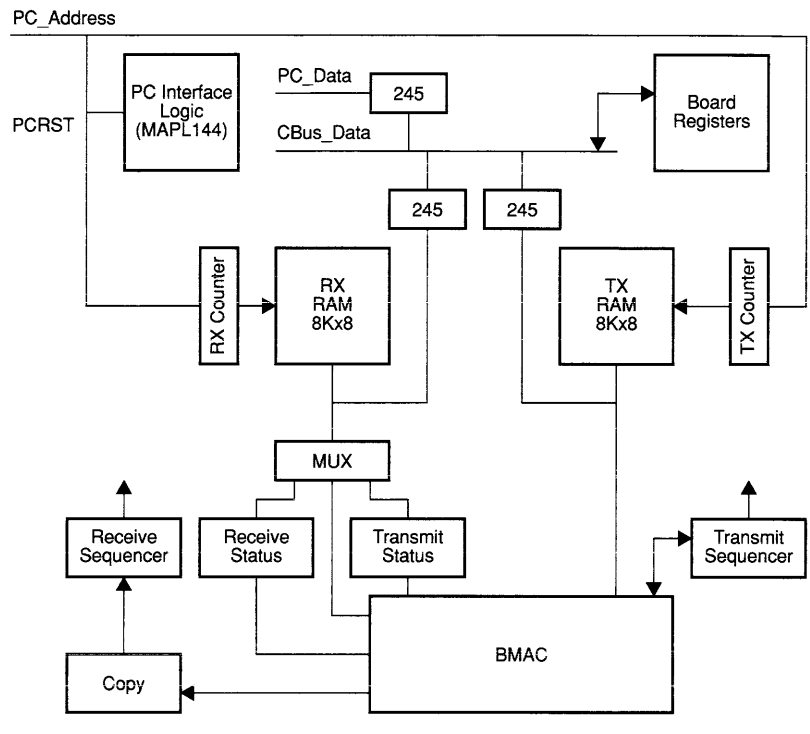 PC_Address
PC Interface
Logic
(MAPL144)
PCRST
PC_Data
245
CBus_Data
Board
Registers
245
245
RX Counter
RX
RAM
8Kx8
TX
RAM
8Kx8
TX Counter
MUX
Receive
Sequencer
Receive
Status
Transmit
Status
Transmit
Sequencer
BMAC
Copy